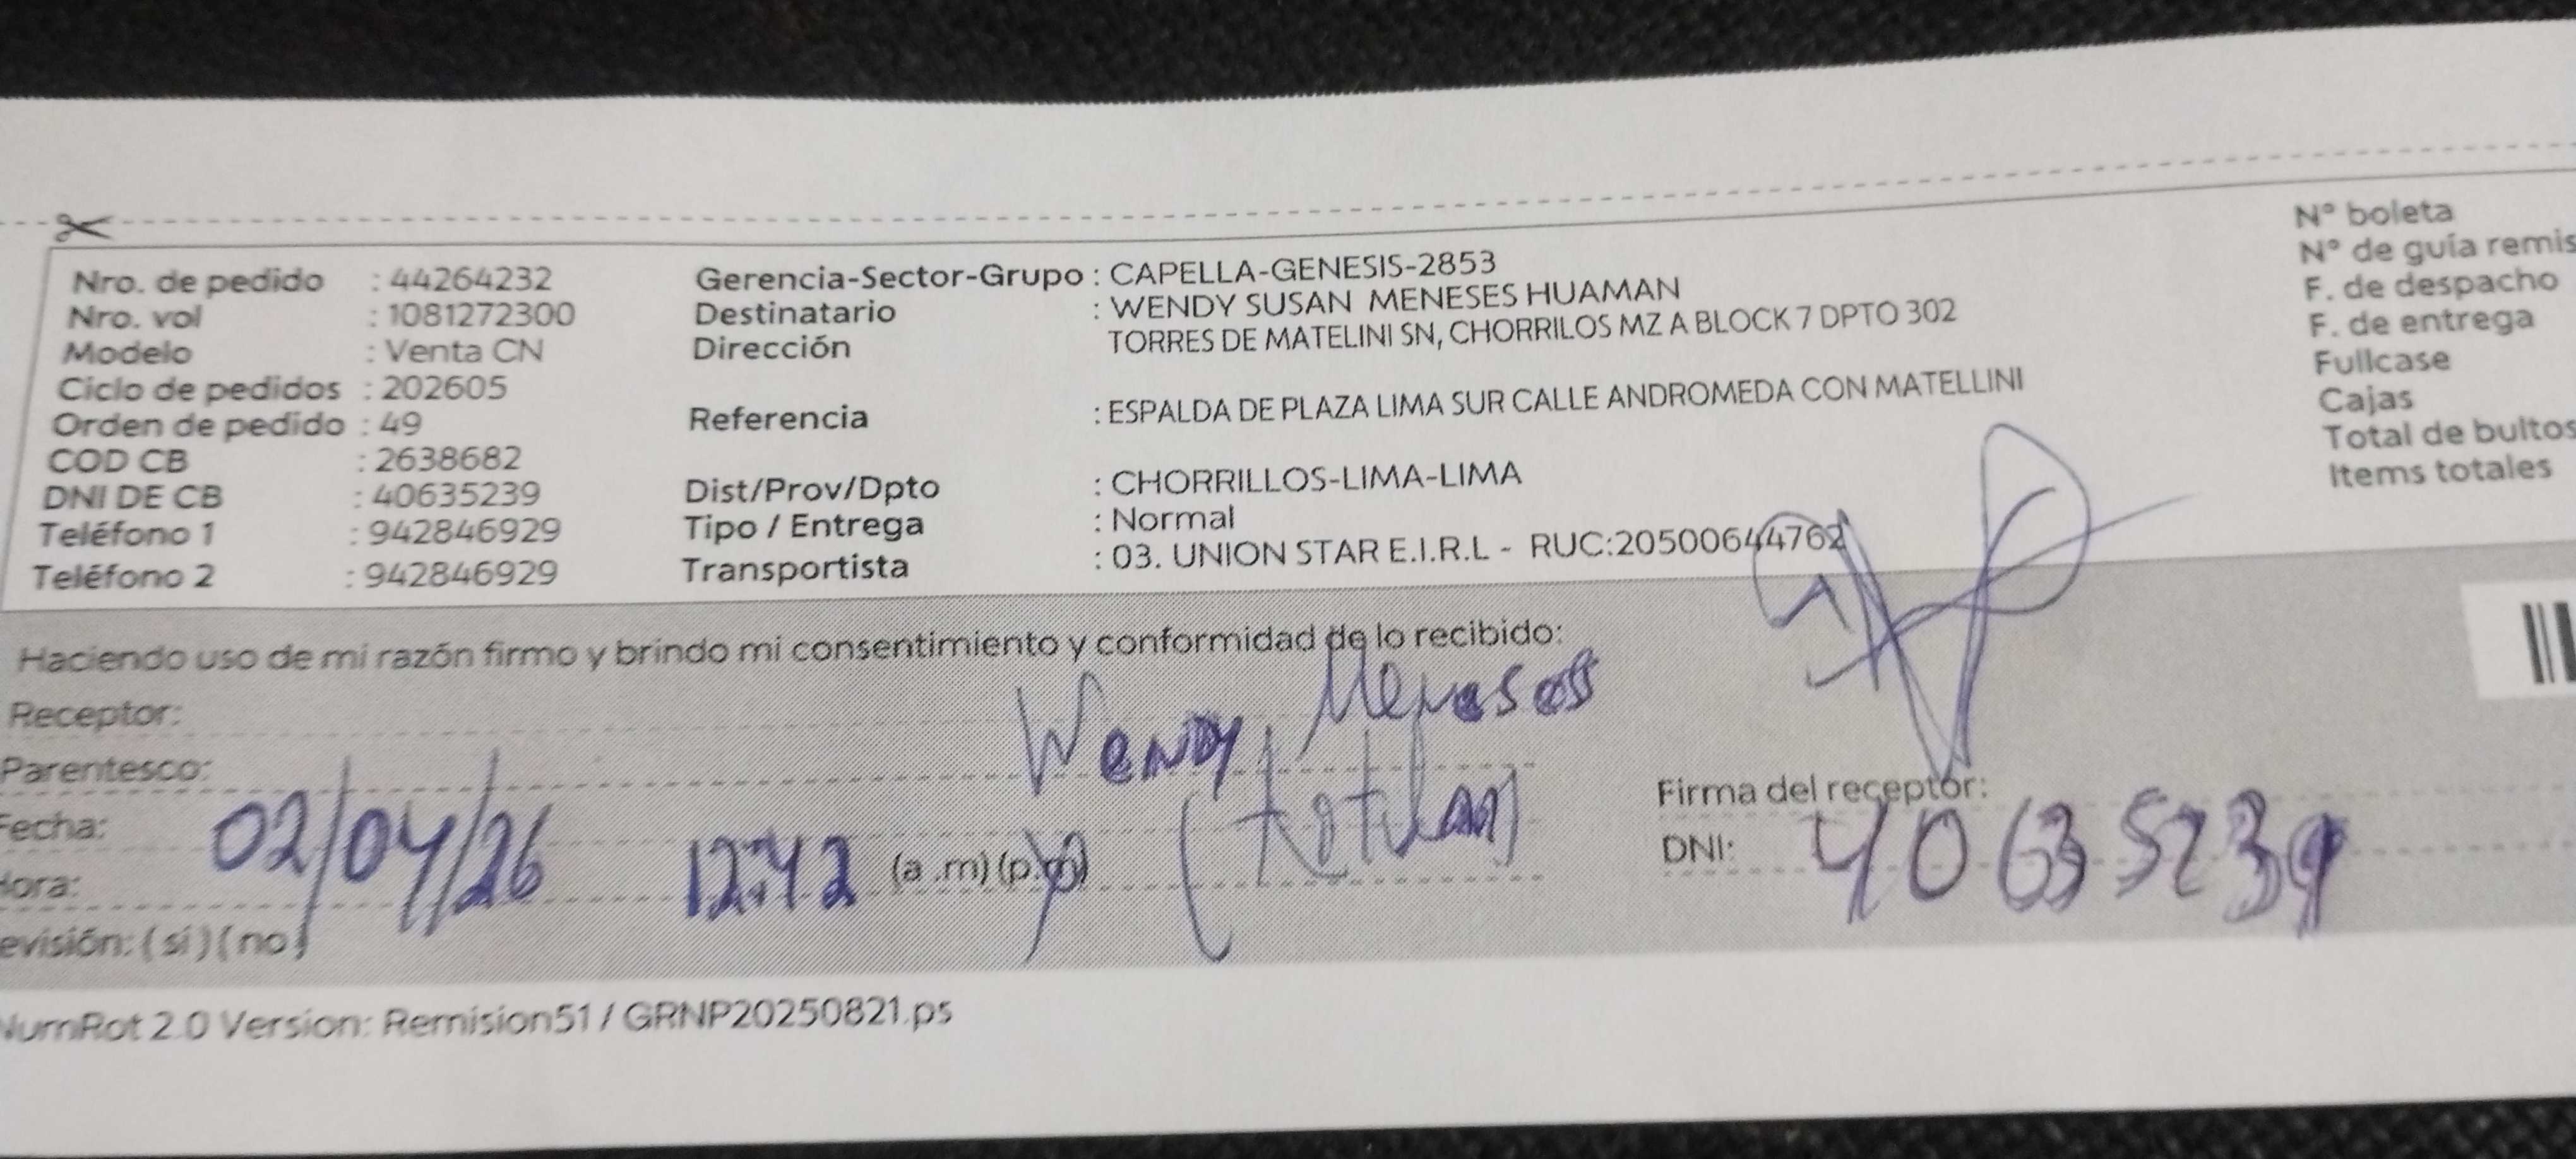 Nro. de pedido : 44264232
Nro. vol : 1081272300
Modelo : Venta CN
Ciclo de pedidos : 202605
Orden de pedido : 49
COD CB : 2638682
DNI DE CB : 40635239
Teléfono 1 : 942846929
Teléfono 2 : 942846929
Gerencia-Sector-Grupo : CAPELLA-GENESIS-2853
Destinatario : WENDY SUSAN MENESES HUAMAN
Dirección TORRES DE MATELINI SN, CHORRILOS MZ A BLOCK 7 DPTO 302
Referencia : ESPALDA DE PLAZA LIMA SUR CALLE ANDROMEDA CON MATELLINI
Dist/Prov/Dpto : CHORRILLOS-LIMA-LIMA
Tipo / Entrega : Normal
Transportista : 03. UNION STAR E.I.R.L - RUC:20500644762
N° boleta
N° de guía remis
F. de despacho
F. de entrega
Fullcase
Cajas
Total de bultos
Items totales
Haciendo uso de mi razón firmo y brindo mi consentimiento y conformidad de lo recibido:
Receptor: Wendy Meneses
Parentesco:
Fecha: 02/04/26
Hora: 12:42 (a .m) (p.m)
evisión: ( si ) ( no )
Firma del receptor:
DNI: 40635239
NumRot 2.0 Version: Remision51 / GRNP20250821.ps